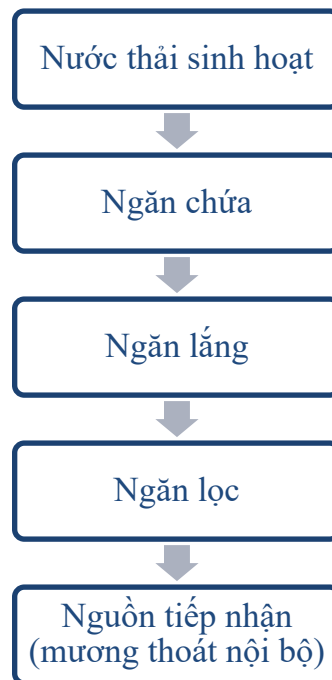 Nước thải sinh hoạt
Ngăn chứa
Ngăn lắng
Ngăn lọc
Nguồn tiếp nhận
(mương thoát nội bộ)